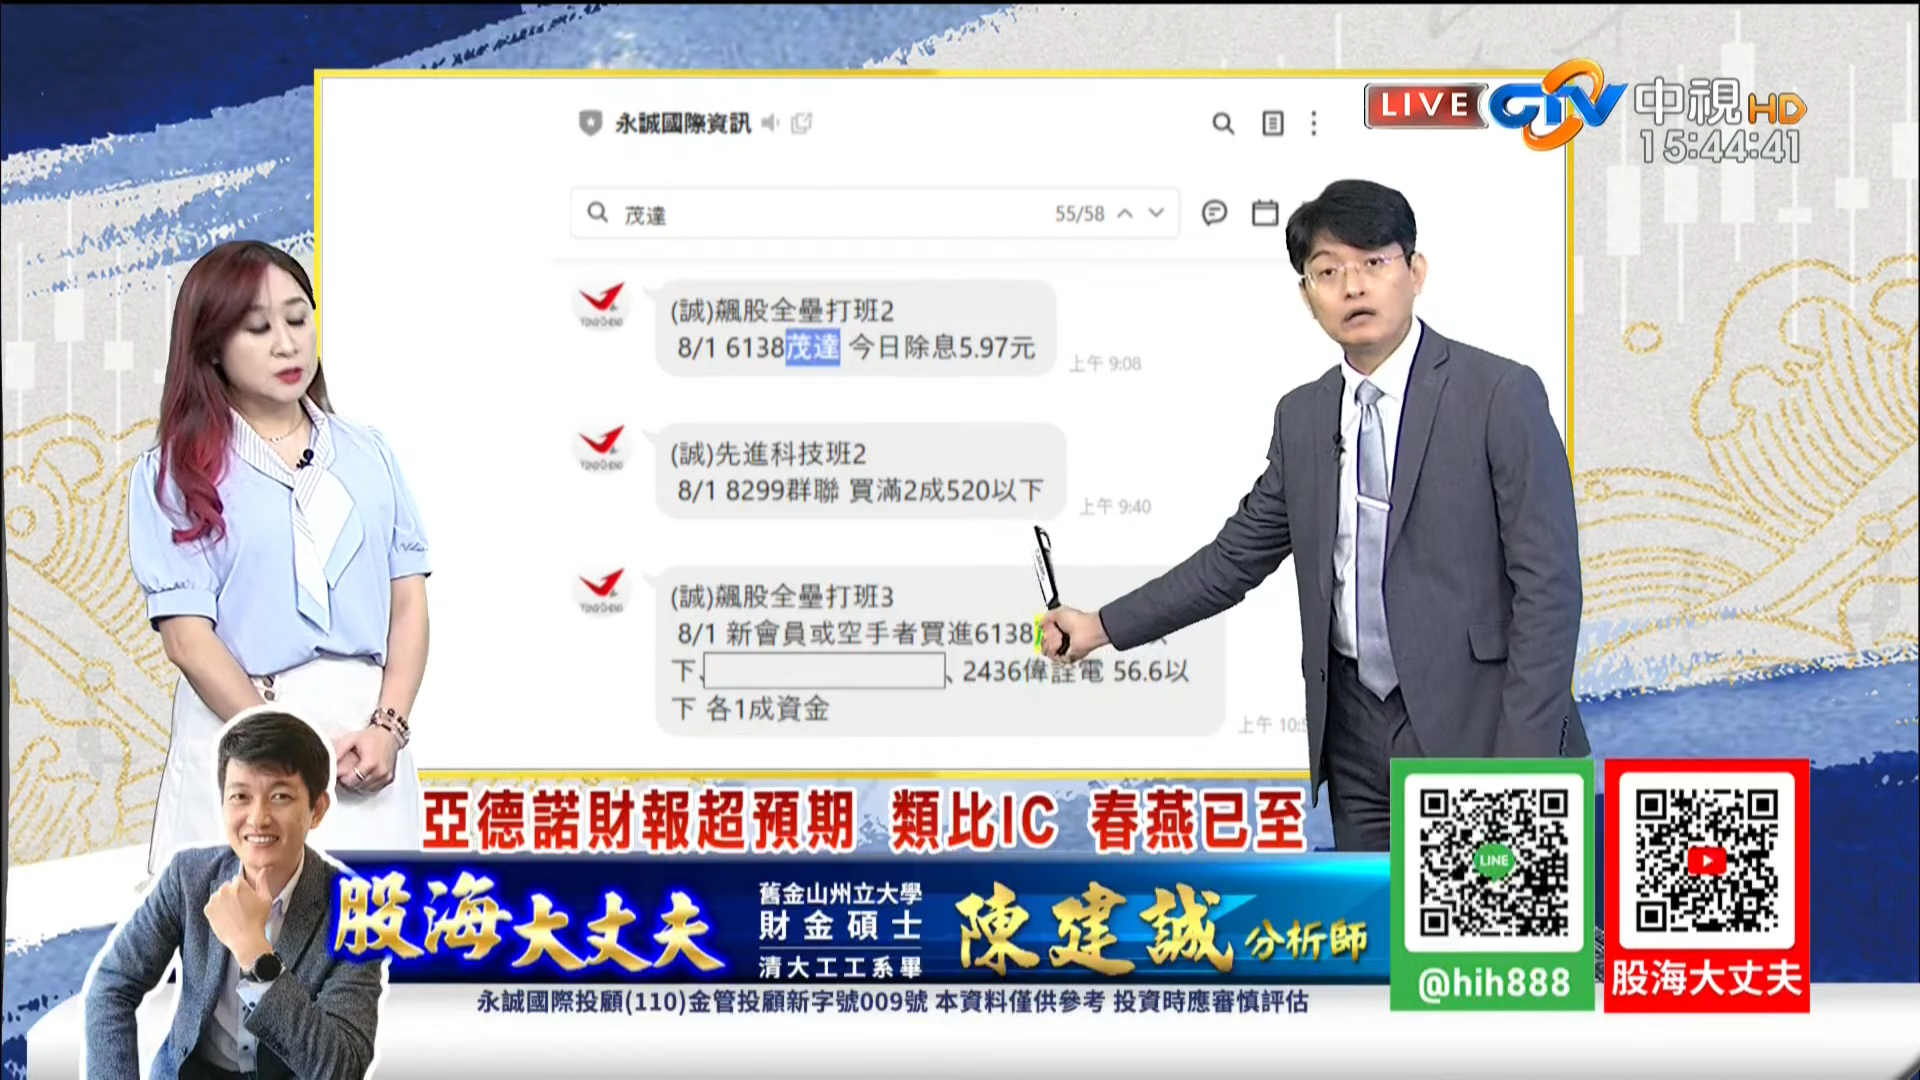 永誠國際資訊
LIVE CTV 中視 HD
15:44:41
茂達 55/58
(誠)飆股全壘打班2
8/1 6138茂達 今日除息5.97元
上午 9:08
(誠)先進科技班2
8/1 8299群聯 買滿2成520以下
上午 9:40
(誠)飆股全壘打班3
8/1 新會員或空手者買進6138
下、 、2436偉詮電 56.6以
下 各1成資金
上午 10:5
亞德諾財報超預期 類比IC 春燕已至
股海大丈夫
舊金山州立大學
財金碩士
清大工工系畢
陳建誠 分析師
永誠國際投顧(110)金管投顧新字號009號 本資料僅供參考 投資時應審慎評估
LINE
@hih888
股海大丈夫